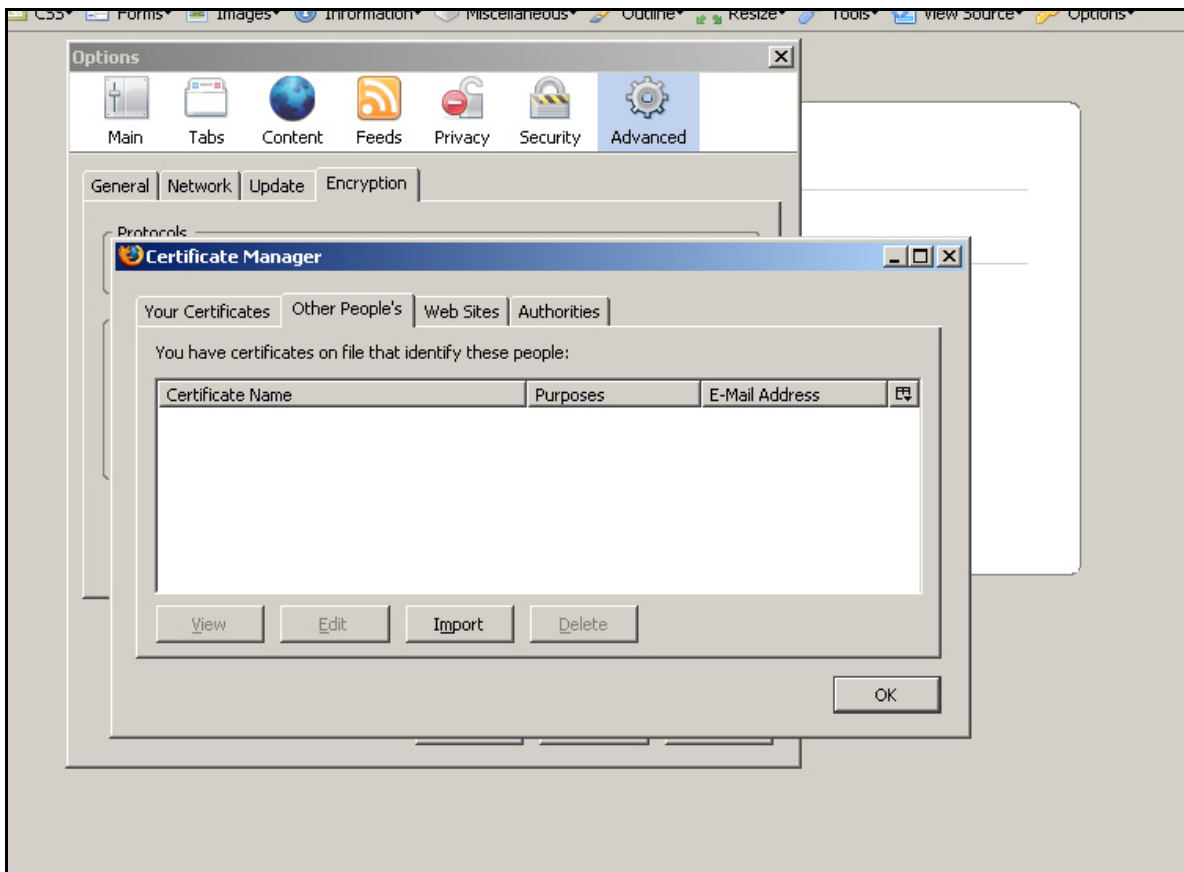 CSS Forms Images Information Miscellaneous Outline Resize Tools View Source Options
Options
Main Tabs Content Feeds Privacy Security Advanced
General Network Update Encryption
Protocols
Certificate Manager
Your Certificates Other People's Web Sites Authorities
You have certificates on file that identify these people:
Certificate Name Purposes E-Mail Address
View Edit Import Delete
OK